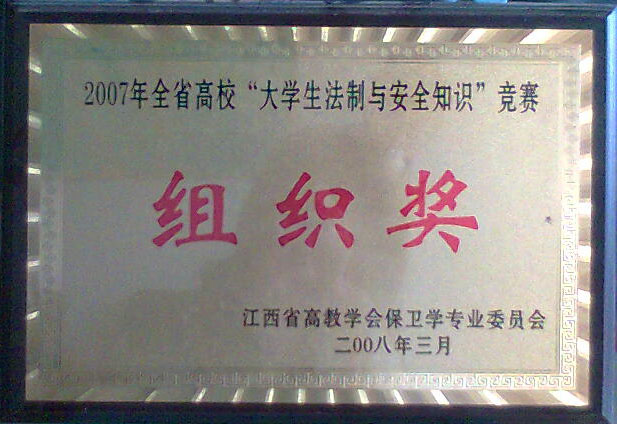 2007年全省高校“大学生法制与安全知识”竞赛
组织奖
江西省高教学会保卫学专业委员会
二OO八年三月